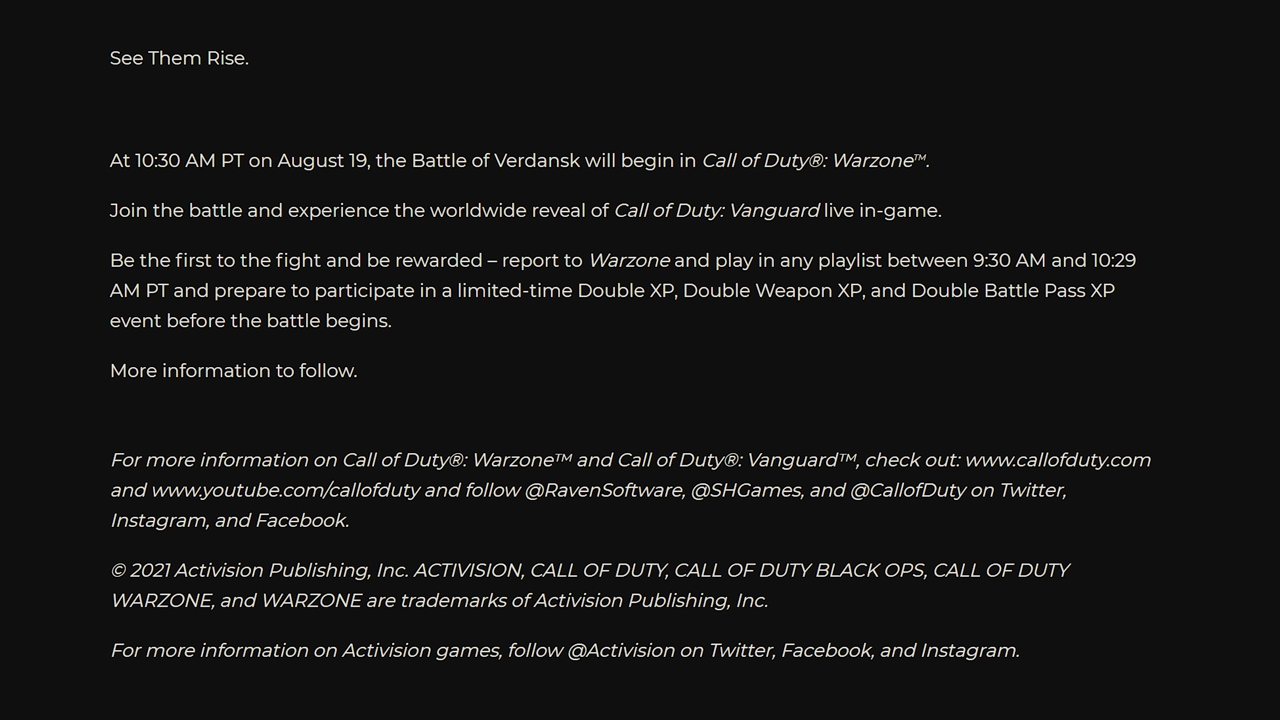 See Them Rise.
At 10:30 AM PT on August 19, the Battle of Verdansk will begin in Call of Duty®: Warzone™.
Join the battle and experience the worldwide reveal of Call of Duty: Vanguard live in-game.
Be the first to the fight and be rewarded – report to Warzone and play in any playlist between 9:30 AM and 10:29
AM PT and prepare to participate in a limited-time Double XP, Double Weapon XP, and Double Battle Pass XP
event before the battle begins.
More information to follow.
For more information on Call of Duty®: Warzone™ and Call of Duty®: Vanguard™, check out: www.callofduty.com
and www.youtube.com/callofduty and follow @RavenSoftware, @SHGames, and @CallofDuty on Twitter,
Instagram, and Facebook.
© 2021 Activision Publishing, Inc. ACTIVISION, CALL OF DUTY, CALL OF DUTY BLACK OPS, CALL OF DUTY
WARZONE, and WARZONE are trademarks of Activision Publishing, Inc.
For more information on Activision games, follow @Activision on Twitter, Facebook, and Instagram.